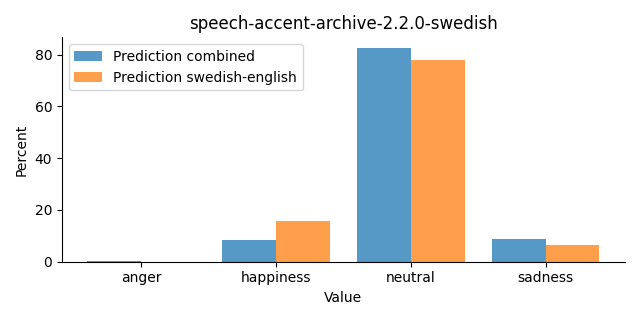 speech-accent-archive-2.2.0-swedish
Prediction combined
Prediction swedish-english
Percent
80
60
40
20
0
anger happiness neutral sadness
Value